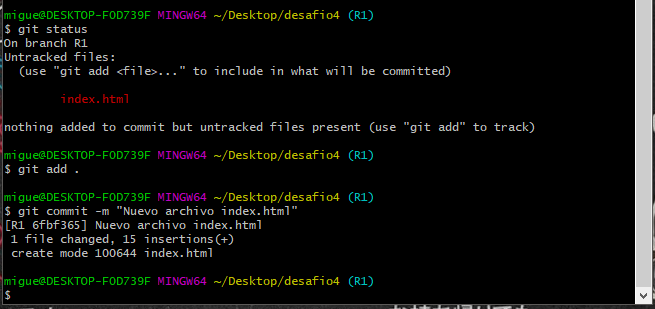 migue@DESKTOP-FOD739F MINGW64 ~/Desktop/desafio4 (R1)
$ git status
On branch R1
Untracked files:
  (use "git add <file>..." to include in what will be committed)
        index.html
nothing added to commit but untracked files present (use "git add" to track)
migue@DESKTOP-FOD739F MINGW64 ~/Desktop/desafio4 (R1)
$ git add .
migue@DESKTOP-FOD739F MINGW64 ~/Desktop/desafio4 (R1)
$ git commit -m "Nuevo archivo index.html"
[R1 6fbf365] Nuevo archivo index.html
 1 file changed, 15 insertions(+)
 create mode 100644 index.html
migue@DESKTOP-FOD739F MINGW64 ~/Desktop/desafio4 (R1)
$